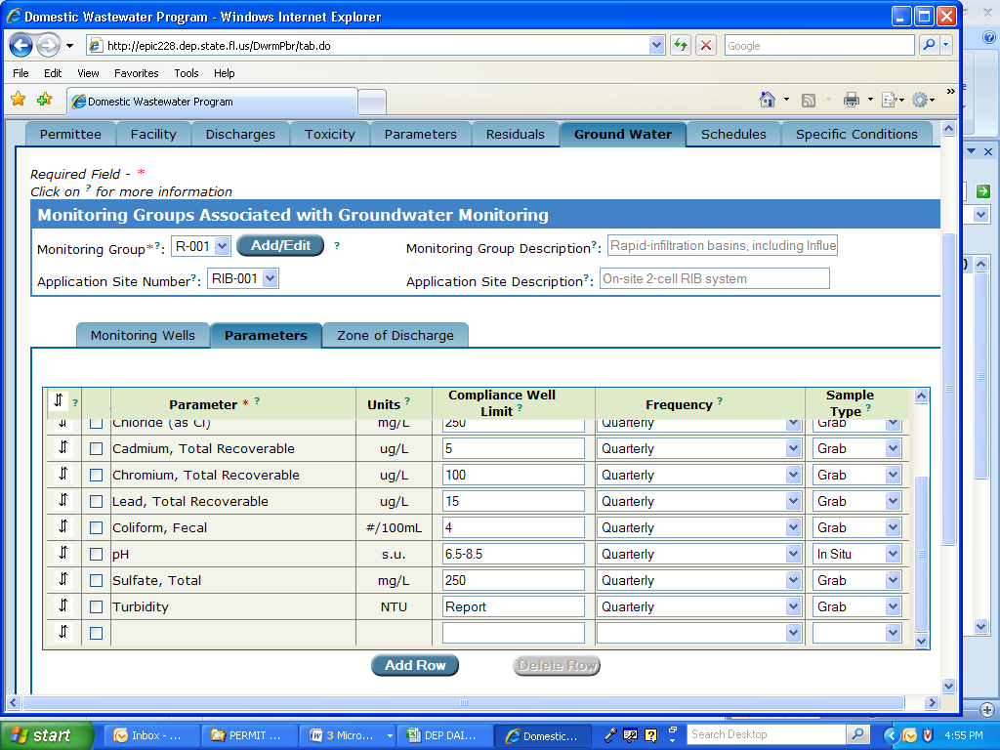 Domestic Wastewater Program - Windows Internet Explorer
http://epic228.dep.state.fl.us/DwrmPbr/tab.do
Google
File Edit View Favorites Tools Help
Domestic Wastewater Program
»
Permittee Facility Discharges Toxicity Parameters Residuals Ground Water Schedules Specific Conditions
Required Field - *
Click on ? for more information
Monitoring Groups Associated with Groundwater Monitoring
Monitoring Group*?: R-001 Add/Edit ? Monitoring Group Description?: Rapid-infiltration basins, including Influe
Application Site Number?: RIB-001 Application Site Description?: On-site 2-cell RIB system
Monitoring Wells Parameters Zone of Discharge
? Parameter * ? Units ? Compliance Well Limit ? Frequency ? Sample Type ?
Chloride (as Cl) mg/L 250 Quarterly Grab
Cadmium, Total Recoverable ug/L 5 Quarterly Grab
Chromium, Total Recoverable ug/L 100 Quarterly Grab
Lead, Total Recoverable ug/L 15 Quarterly Grab
Coliform, Fecal #/100mL 4 Quarterly Grab
pH s.u. 6.5-8.5 Quarterly In Situ
Sulfate, Total mg/L 250 Quarterly Grab
Turbidity NTU Report Quarterly Grab
Add Row Delete Row
start Inbox - ... PERMIT ... 3 Micro... DEP DAI... Domestic... Search Desktop 4:55 PM